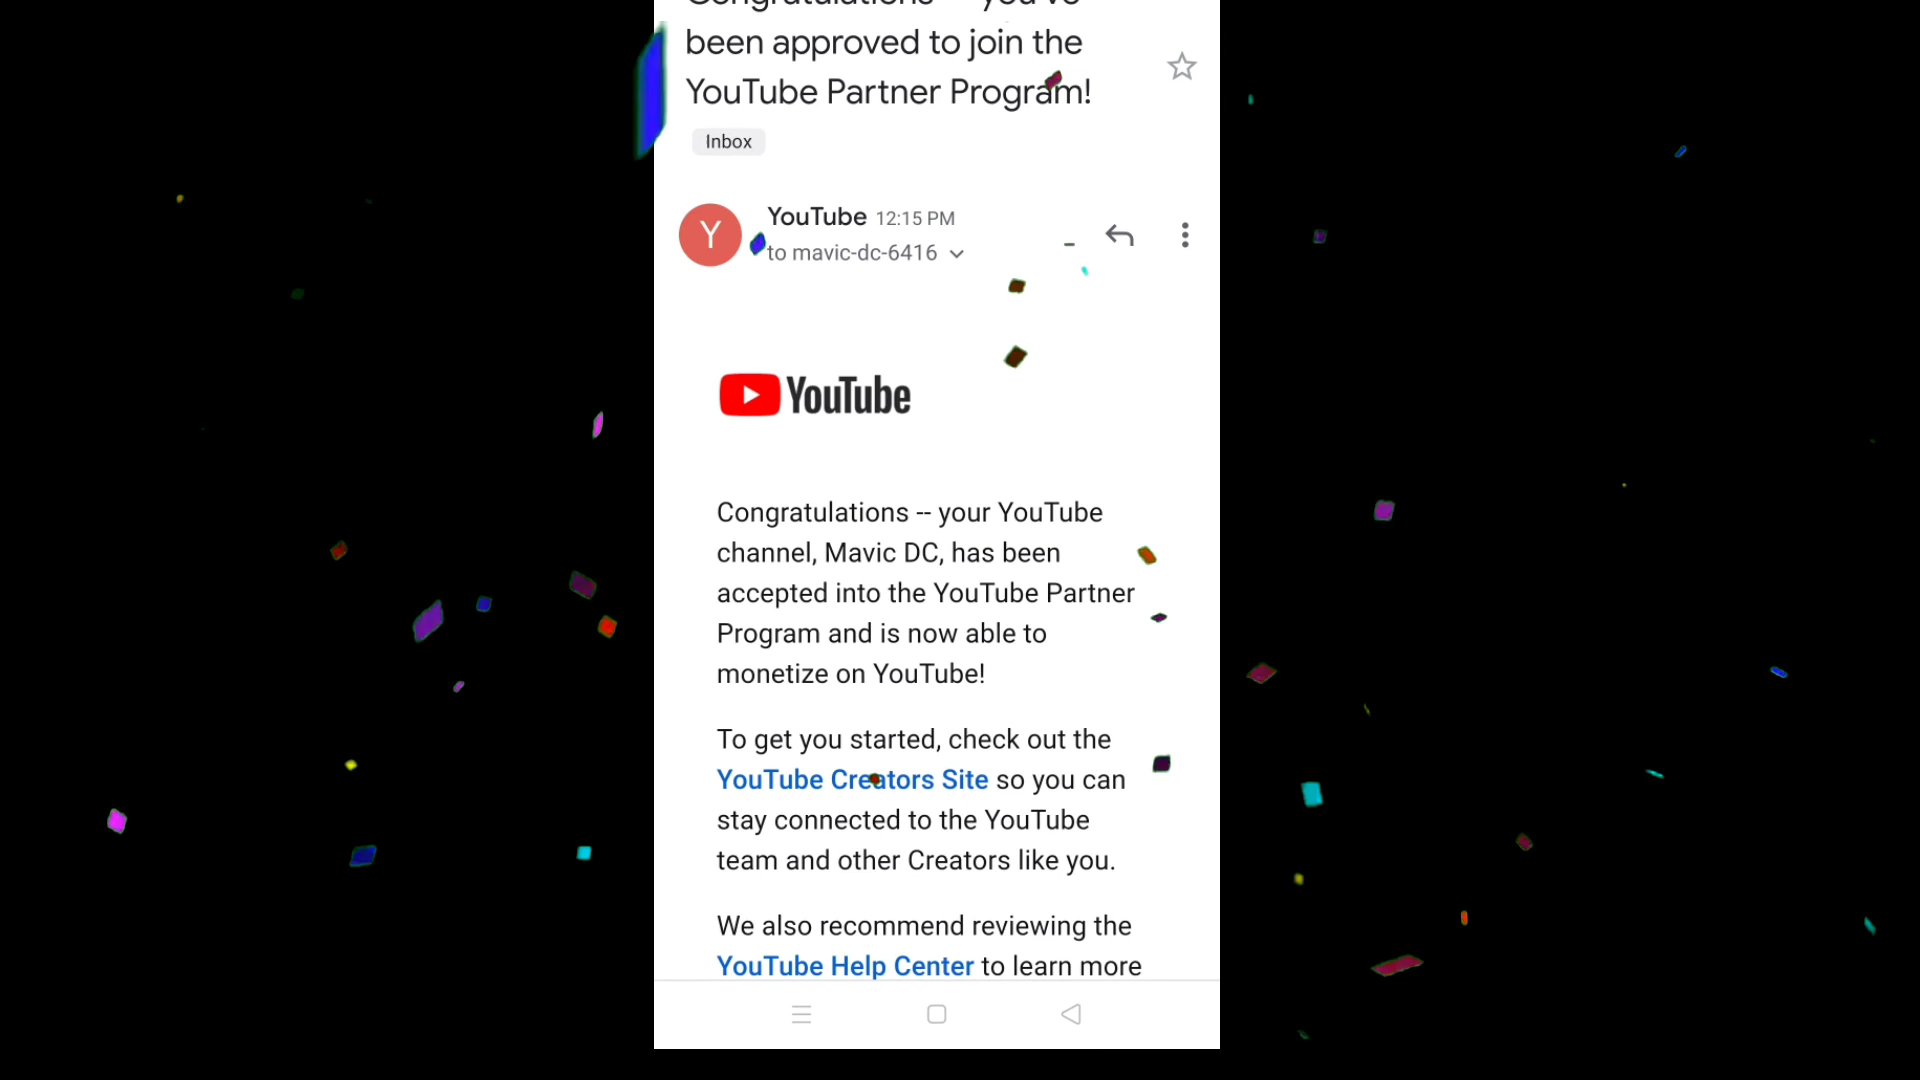 Congratulations -- you've
been approved to join the
YouTube Partner Program!
Inbox
Y
YouTube 12:15 PM
to mavic-dc-6416
YouTube
Congratulations -- your YouTube
channel, Mavic DC, has been
accepted into the YouTube Partner
Program and is now able to
monetize on YouTube!
To get you started, check out the
YouTube Creators Site so you can
stay connected to the YouTube
team and other Creators like you.
We also recommend reviewing the
YouTube Help Center to learn more